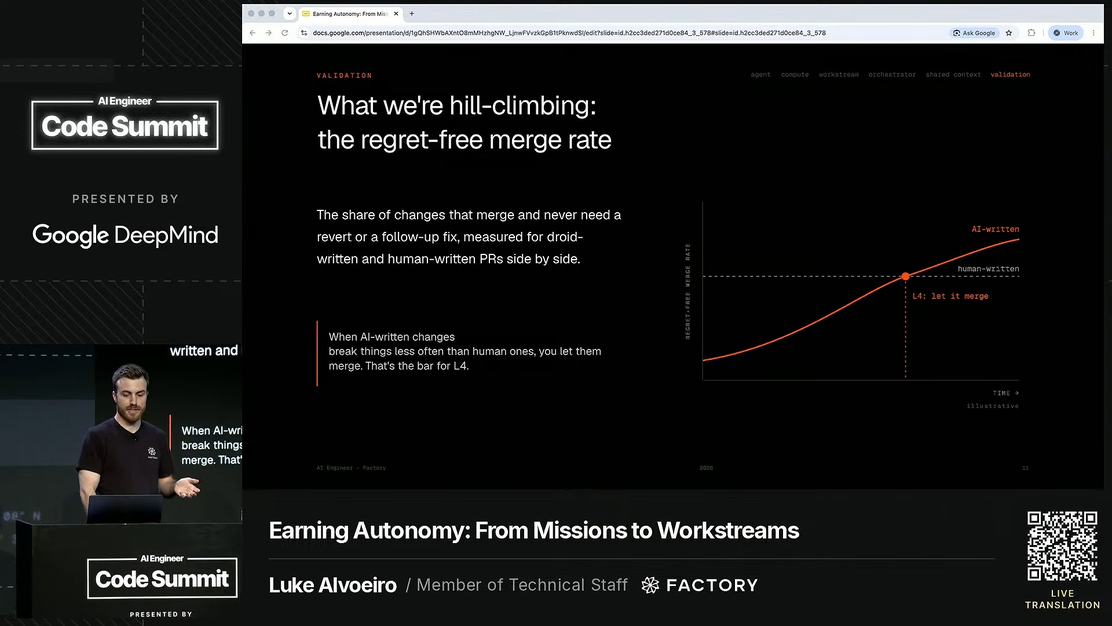 Earning Autonomy: From Mis
docs.google.com/presentation/d/1gQhSHWbAXntO8mMHzhgNW_LjnwFVvzkGpB1tPknwdSI/edit?slide=id.h2cc3ded271d0ce84_3_578#slide=id.h2cc3ded271d0ce84_3_578
Ask Google
Work
AI Engineer
Code Summit
PRESENTED BY
Google DeepMind
VALIDATION
agent compute workstream orchestrator shared context validation
What we're hill-climbing:
the regret-free merge rate
The share of changes that merge and never need a
revert or a follow-up fix, measured for droid-
written and human-written PRs side by side.
When AI-written changes
break things less often than human ones, you let them
merge. That's the bar for L4.
REGRET-FREE MERGE RATE
AI-written
human-written
L4: let it merge
TIME →
illustrative
AI Engineer · Factory
2026
11
written and
When AI-wri
break things
merge. That'
AI Engineer
Code Summit
PRESENTED BY
Earning Autonomy: From Missions to Workstreams
Luke Alvoeiro / Member of Technical Staff FACTORY
LIVE
TRANSLATION